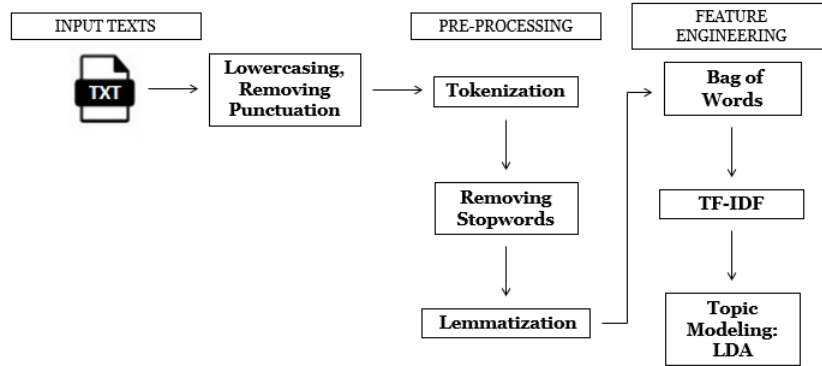 INPUT TEXTS
PRE-PROCESSING
FEATURE
ENGINEERING
TXT
Lowercasing,
Removing
Punctuation
Tokenization
Removing
Stopwords
Lemmatization
Bag of
Words
TF-IDF
Topic
Modeling:
LDA